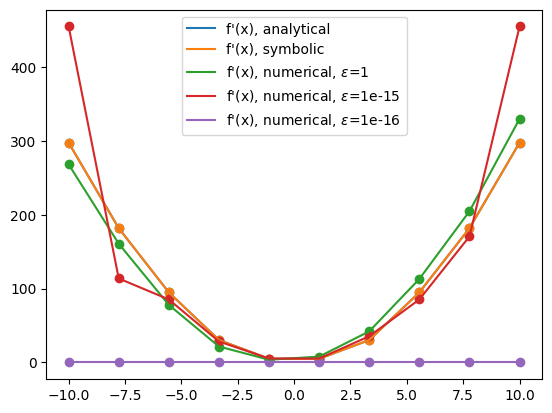 f'(x), analytical
f'(x), symbolic
f'(x), numerical, ε=1
f'(x), numerical, ε=1e-15
f'(x), numerical, ε=1e-16
400
300
200
100
0
−10.0 −7.5 −5.0 −2.5 0.0 2.5 5.0 7.5 10.0